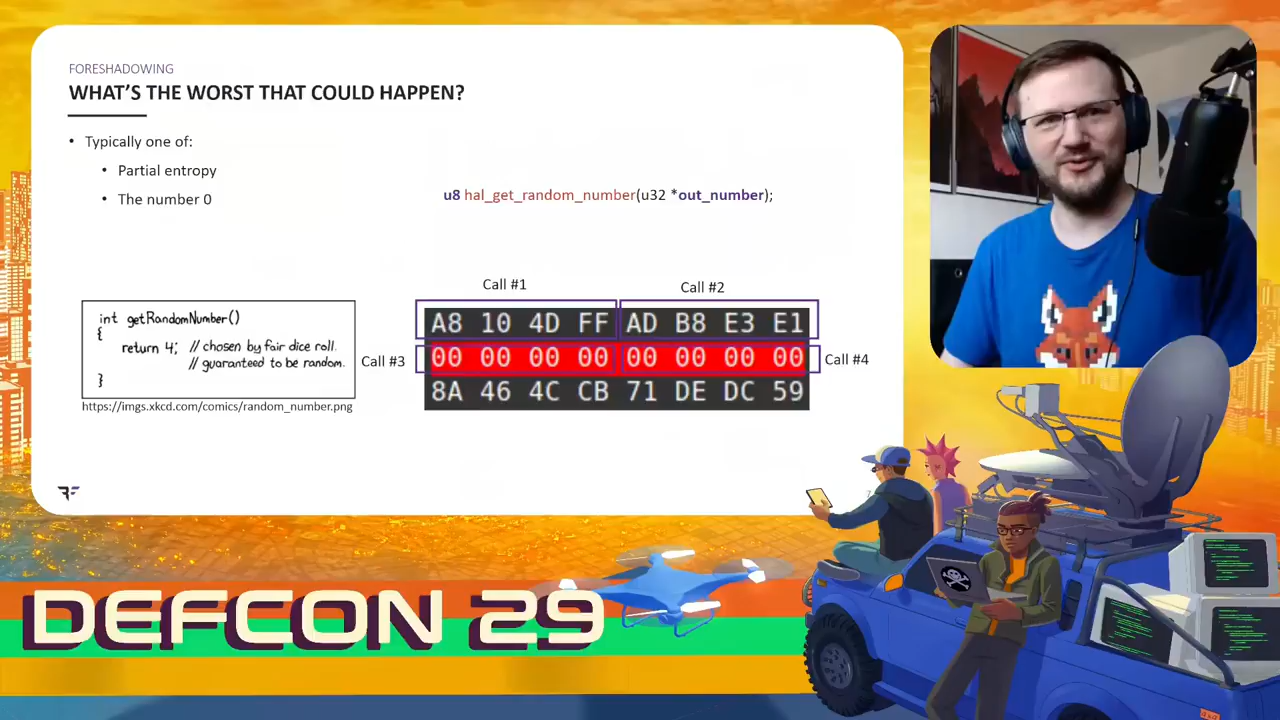 FORESHADOWING
WHAT'S THE WORST THAT COULD HAPPEN?
• Typically one of:
• Partial entropy
• The number 0
u8 hal_get_random_number(u32 *out_number);
int getRandomNumber()
{
return 4; // chosen by fair dice roll.
// guaranteed to be random.
}
https://imgs.xkcd.com/comics/random_number.png
Call #1
Call #2
A8 10 4D FF AD B8 E3 E1
Call #3
00 00 00 00 00 00 00 00
Call #4
8A 46 4C CB 71 DE DC 59
DEFCON 29